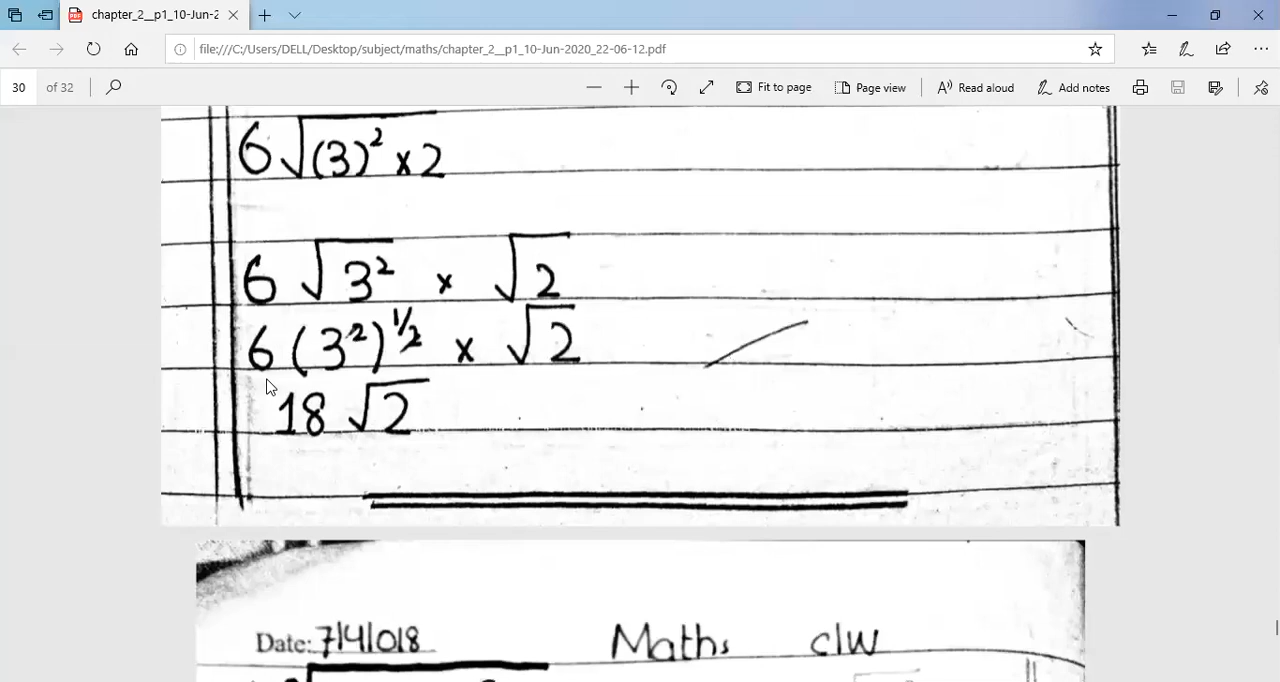 chapter_2__p1_10-Jun-2
file:///C:/Users/DELL/Desktop/subject/maths/chapter_2__p1_10-Jun-2020_22-06-12.pdf
30 of 32 Fit to page Page view Read aloud Add notes
6√(3)² × 2
6 √3² × √2
6 (3²)^1/2 × √2
18 √2
Date: 7/4/018 Maths c/w